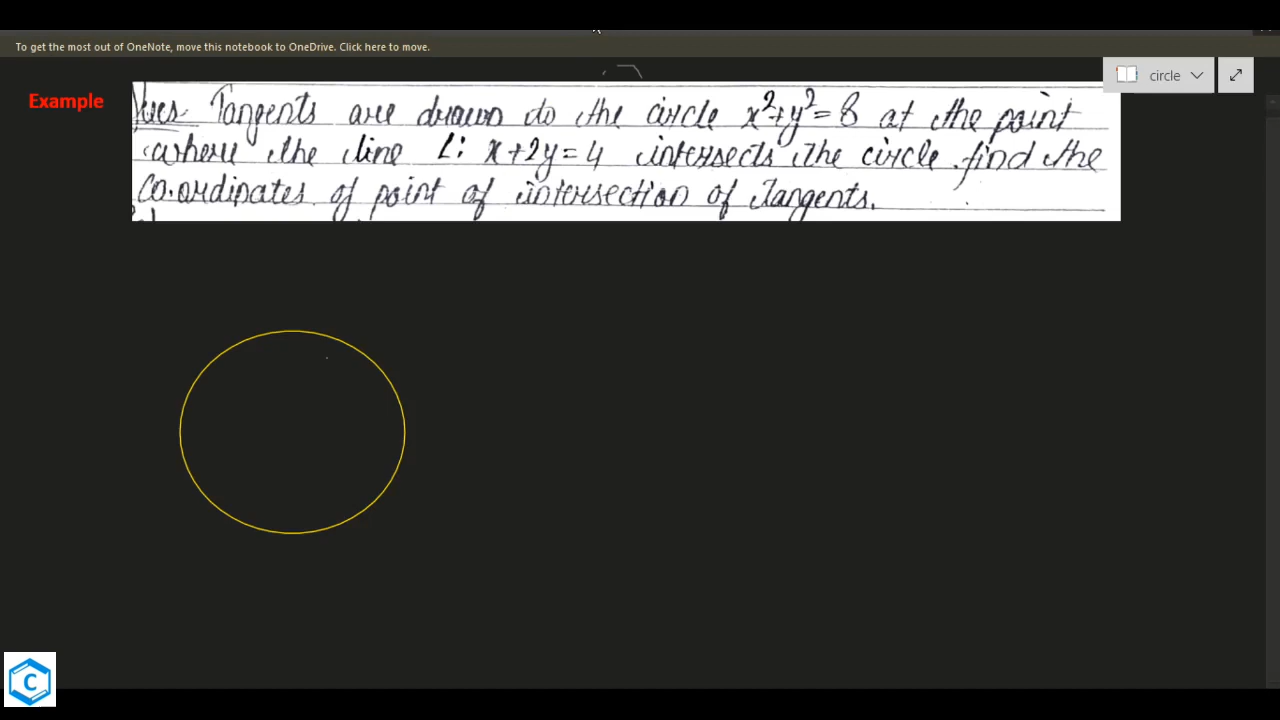 To get the most out of OneNote, move this notebook to OneDrive. Click here to move.
circle
Example
Ques. Tangents are drawn to the circle x²+y²=8 at the point
where the line L: x+2y=4 intersects the circle. find the
Co.ordinates of point of intersection of Tangents.
C